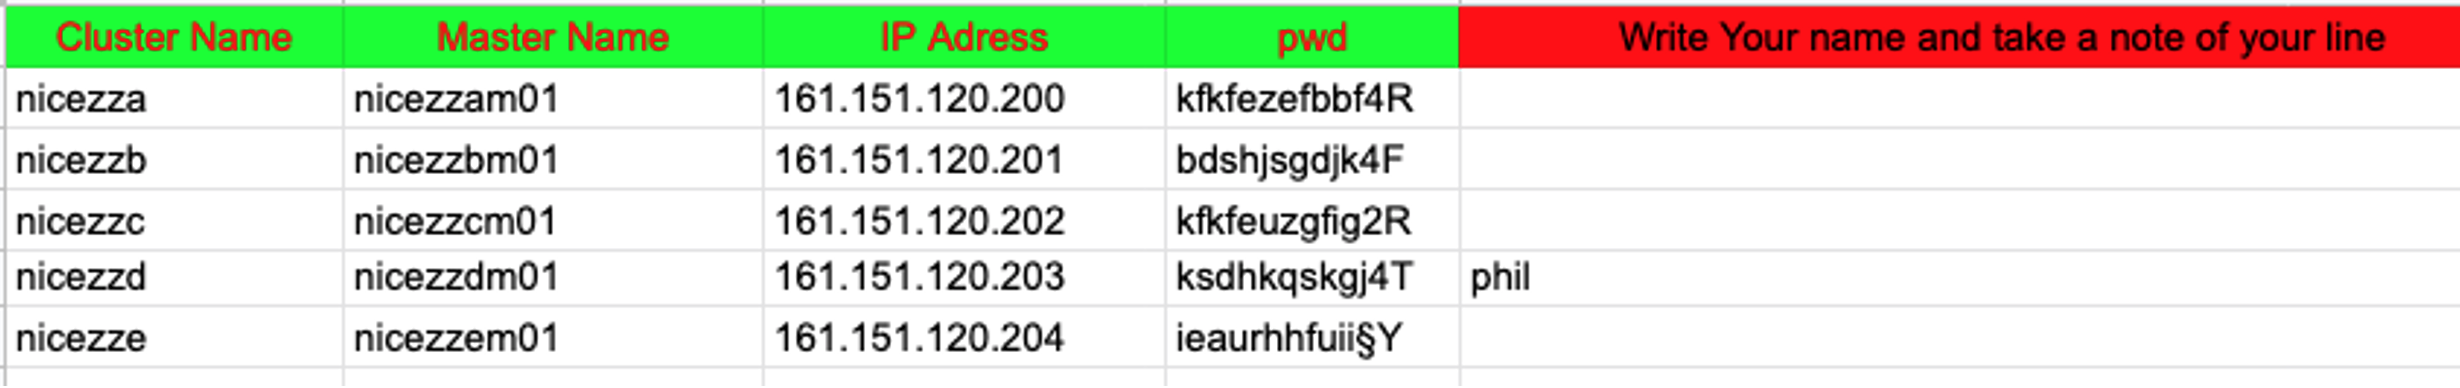 Cluster Name Master Name IP Adress pwd Write Your name and take a note of your line
nicezza nicezzam01 161.151.120.200 kfkfezefbbf4R
nicezzb nicezzbm01 161.151.120.201 bdshjsgdjk4F
nicezzc nicezzcm01 161.151.120.202 kfkfeuzgfig2R
nicezzd nicezzdm01 161.151.120.203 ksdhkqskgj4T phil
nicezze nicezzem01 161.151.120.204 ieaurhhfuii§Y